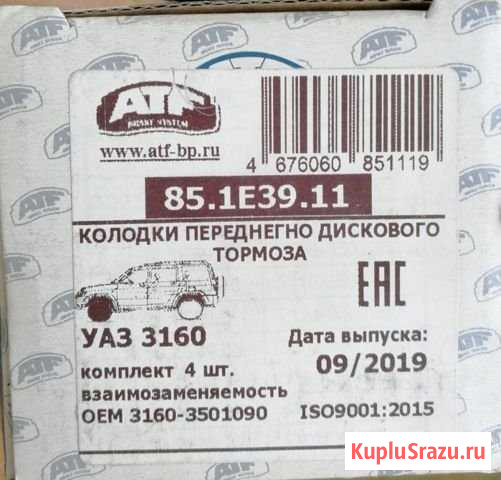 ATF
BRAKE SYSTEM
www.atf-bp.ru
4 676060 851119
85.1E39.11
КОЛОДКИ ПЕРЕДНЕГНО ДИСКОВОГО
ТОРМОЗА
ЕАС
УАЗ 3160
Дата выпуска:
09/2019
комплект 4 шт.
взаимозаменяемость
OEM 3160-3501090
ISO9001:2015
KupluSrazu.ru